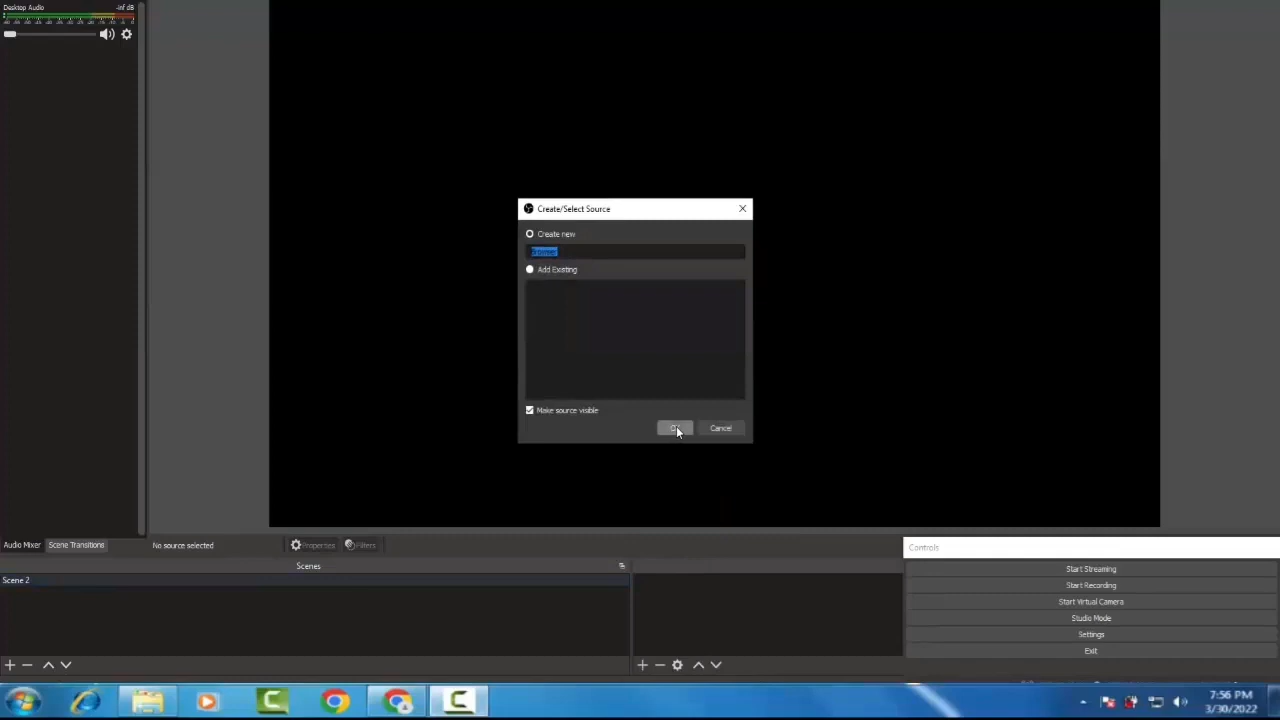 Desktop Audio
-inf dB
Create/Select Source
Create new
Browser
Add Existing
Make source visible
OK
Cancel
Audio Mixer
Scene Transitions
No source selected
Properties
Filters
Controls
Scenes
Scene 2
Start Streaming
Start Recording
Start Virtual Camera
Studio Mode
Settings
Exit
7:56 PM
3/30/2022